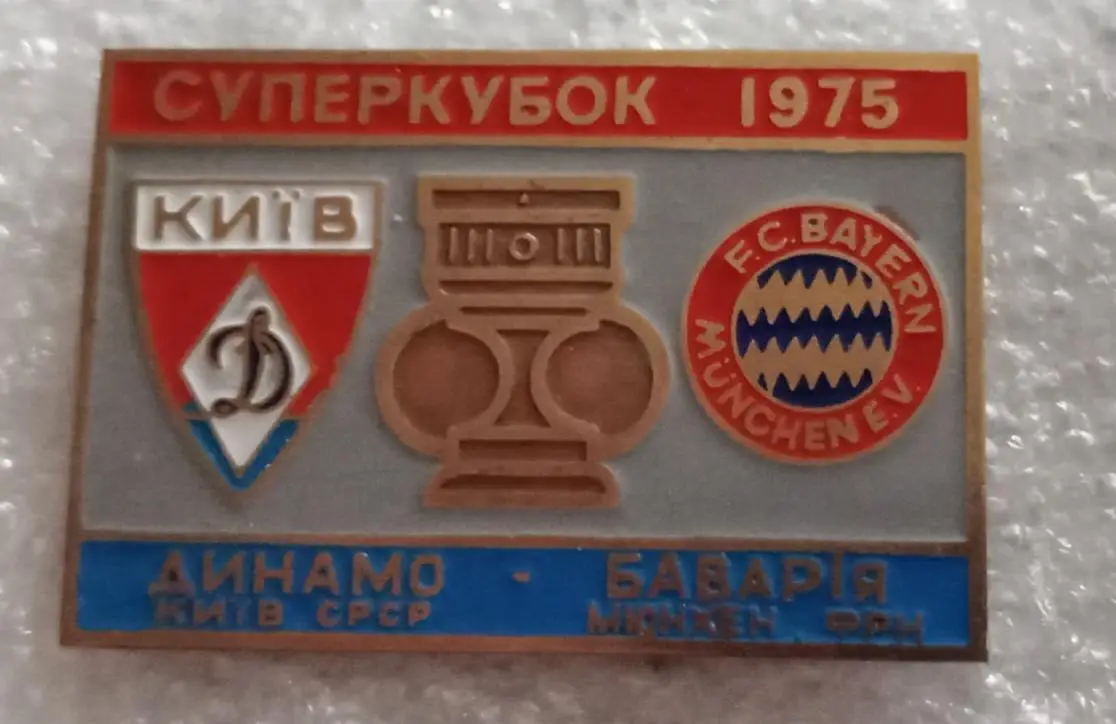 СУПЕРКУБОК 1975
КИЇВ
Д
F.C. BAYERN
MÜNCHEN E.V.
ДИНАМО - БАВАРІЯ
КИЇВ СРСР МЮНХЕН ФРН